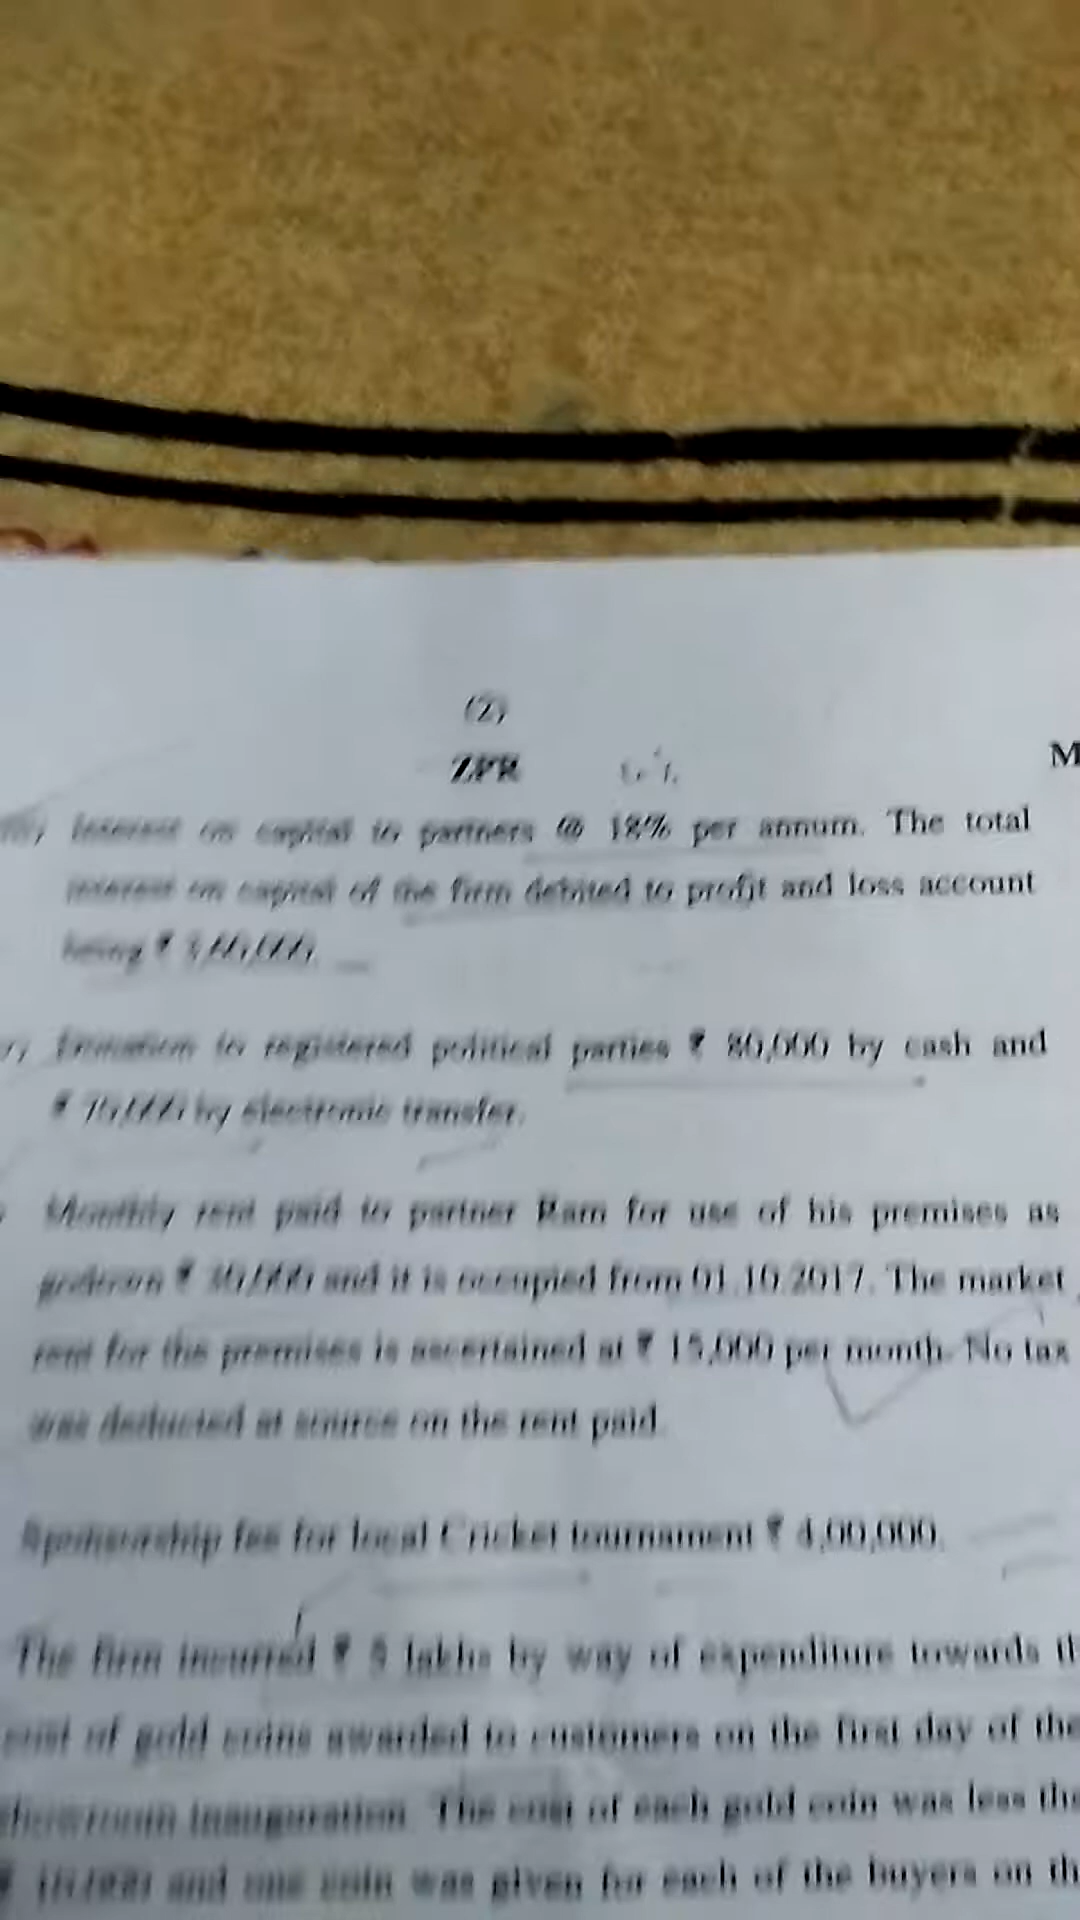 (2)
ZPR
M
Interest on capital to partners @ 18% per annum. The total
interest on capital of the firm debited to profit and loss account
being ₹
Donation to registered political parties ₹ 80,000 by cash and
₹ by electronic transfer.
Monthly rent paid to partner Ram for use of his premises as
godown ₹ and it is occupied from 01.10.2017. The market
rent for the premises is ascertained at ₹ 15,000 per month. No tax
was deducted at source on the rent paid.
Sponsorship fee for local Cricket tournament ₹ 4,00,000.
The firm incurred ₹ 5 lakhs by way of expenditure towards th
cost of gold coins awarded to customers on the first day of the
showroom inauguration. The cost of each gold coin was less tha
₹ and one coin was given for each of the buyers on th